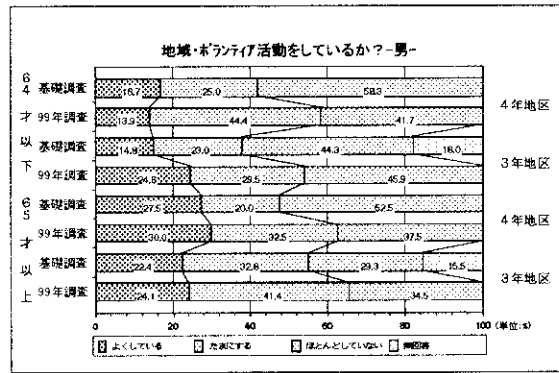 地域・ボランティア活動をしているか?-男-
64才以下
基礎調査 16.7 25.0 58.3
99年調査 13.9 44.4 41.7
4年地区
基礎調査 14.8 23.0 44.3 18.0
99年調査 24.6 29.5 45.9
3年地区
65才以上
基礎調査 27.5 20.0 52.5
99年調査 30.0 32.5 37.5
4年地区
基礎調査 22.4 32.8 29.3 15.5
99年調査 24.1 41.4 34.5
3年地区
0 20 40 60 80 100 (単位:%)
よくしている たまにする ほとんどしていない 無回答